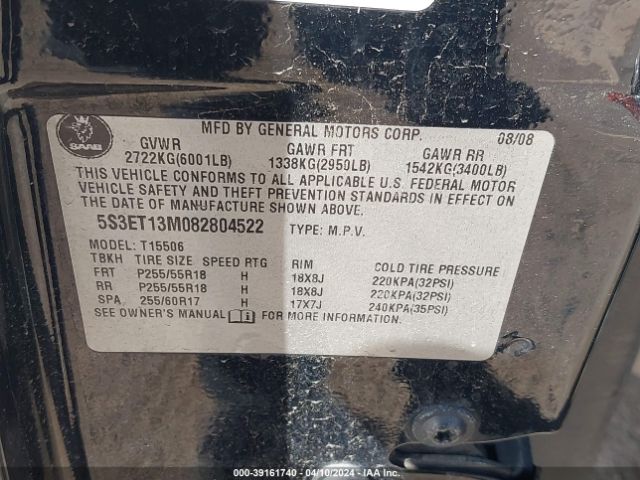 SAAB
MFD BY GENERAL MOTORS CORP. 08/08
GVWR GAWR FRT GAWR RR
2722KG(6001LB) 1338KG(2950LB) 1542KG(3400LB)
THIS VEHICLE CONFORMS TO ALL APPLICABLE U.S. FEDERAL MOTOR
VEHICLE SAFETY AND THEFT PREVENTION STANDARDS IN EFFECT ON
THE DATE OF MANUFACTURE SHOWN ABOVE.
5S3ET13M082804522 TYPE: M.P.V.
MODEL: T15506
TBKH TIRE SIZE SPEED RTG RIM COLD TIRE PRESSURE
FRT P255/55R18 H 18X8J 220KPA(32PSI)
RR P255/55R18 H 18X8J 220KPA(32PSI)
SPA 255/60R17 H 17X7J 240KPA(35PSI)
SEE OWNER'S MANUAL i FOR MORE INFORMATION.
000-39161740 - 04/10/2024 - IAA Inc.